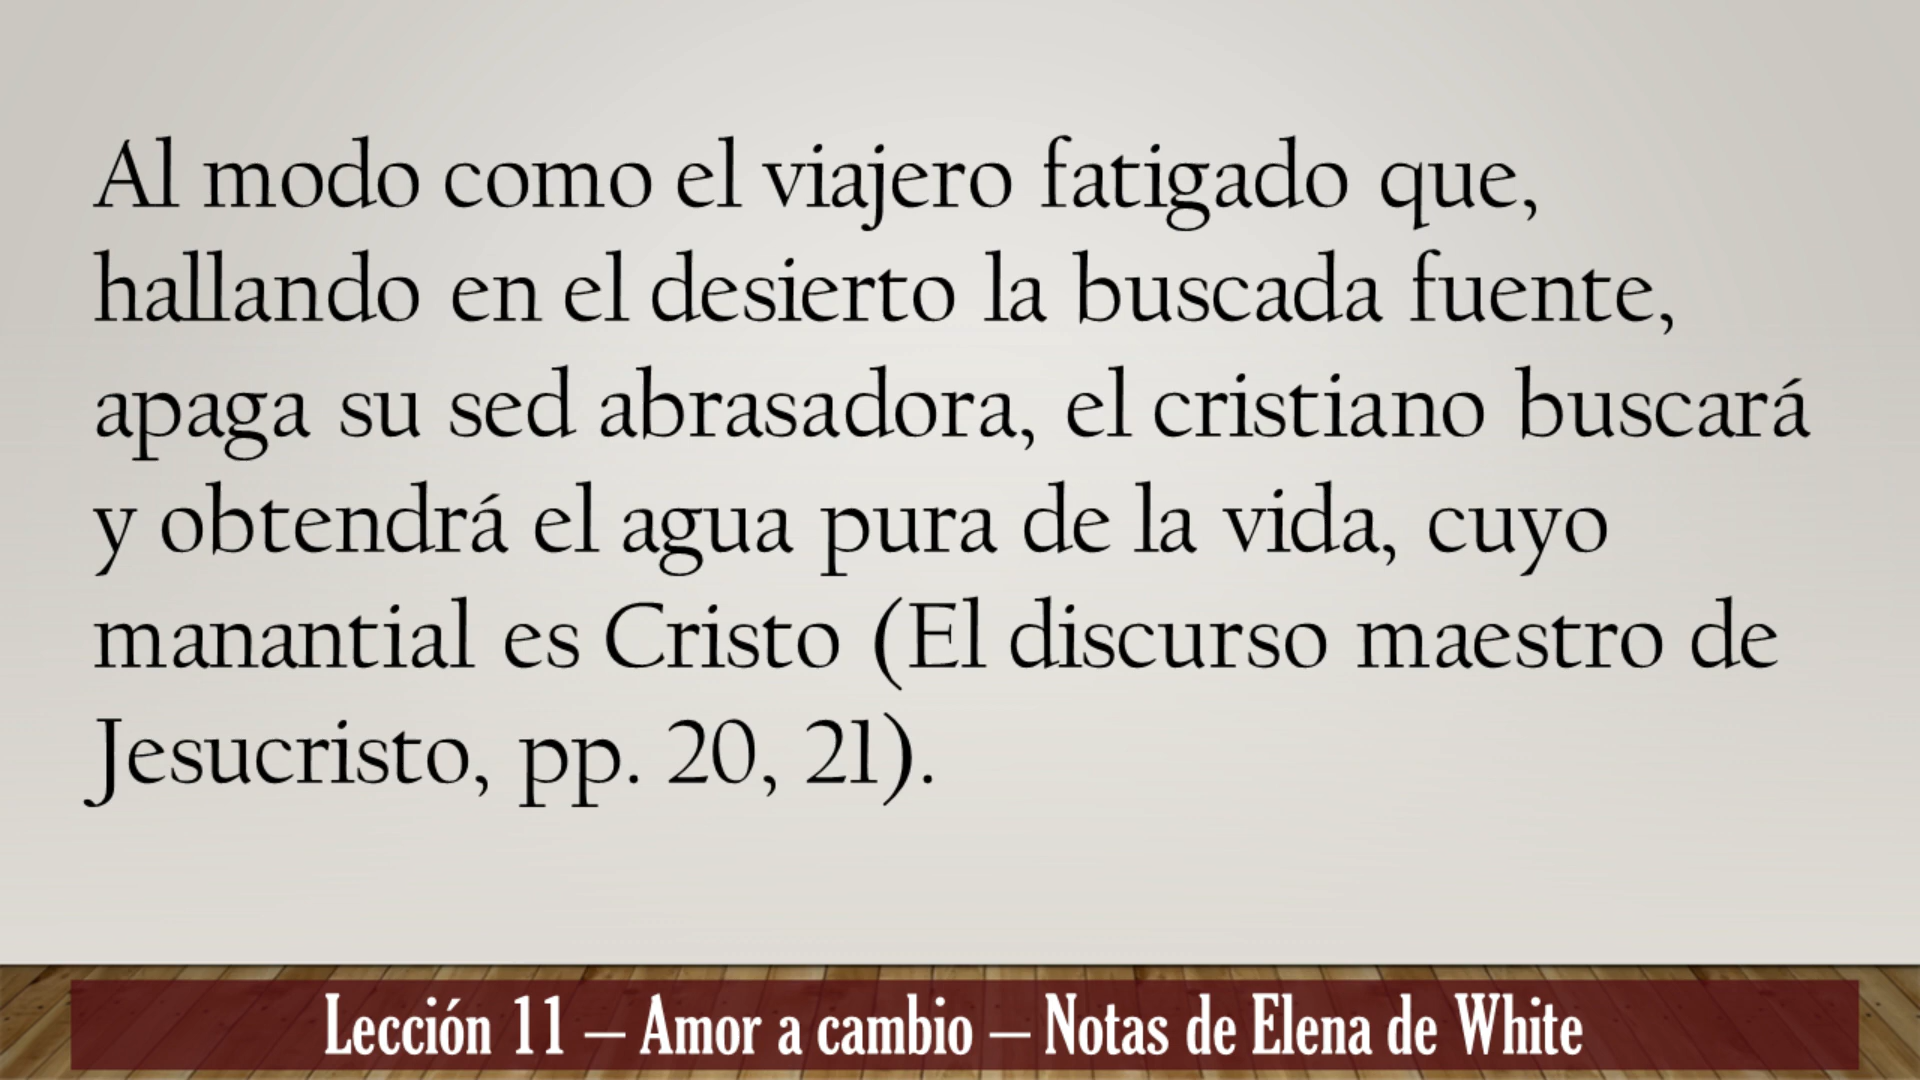 Al modo como el viajero fatigado que,
hallando en el desierto la buscada fuente,
apaga su sed abrasadora, el cristiano buscará
y obtendrá el agua pura de la vida, cuyo
manantial es Cristo (El discurso maestro de
Jesucristo, pp. 20, 21).
Lección 11 – Amor a cambio – Notas de Elena de White